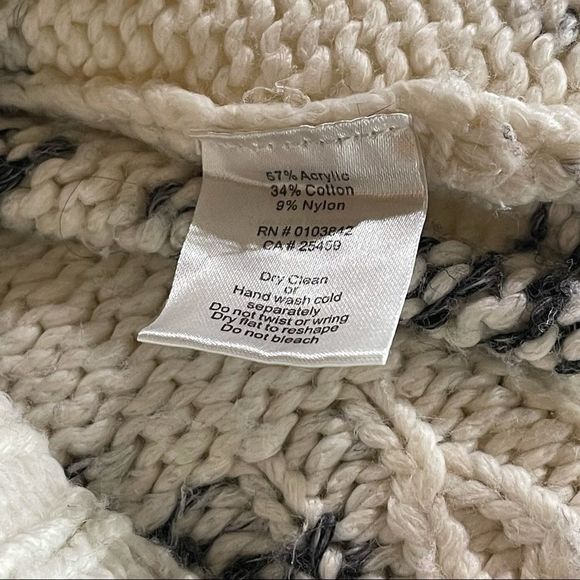 57% Acrylic
34% Cotton
9% Nylon
RN # 0103842
CA # 25469
Dry Clean
or
Hand wash cold
separately
Do not twist or wring
Dry flat to reshape
Do not bleach